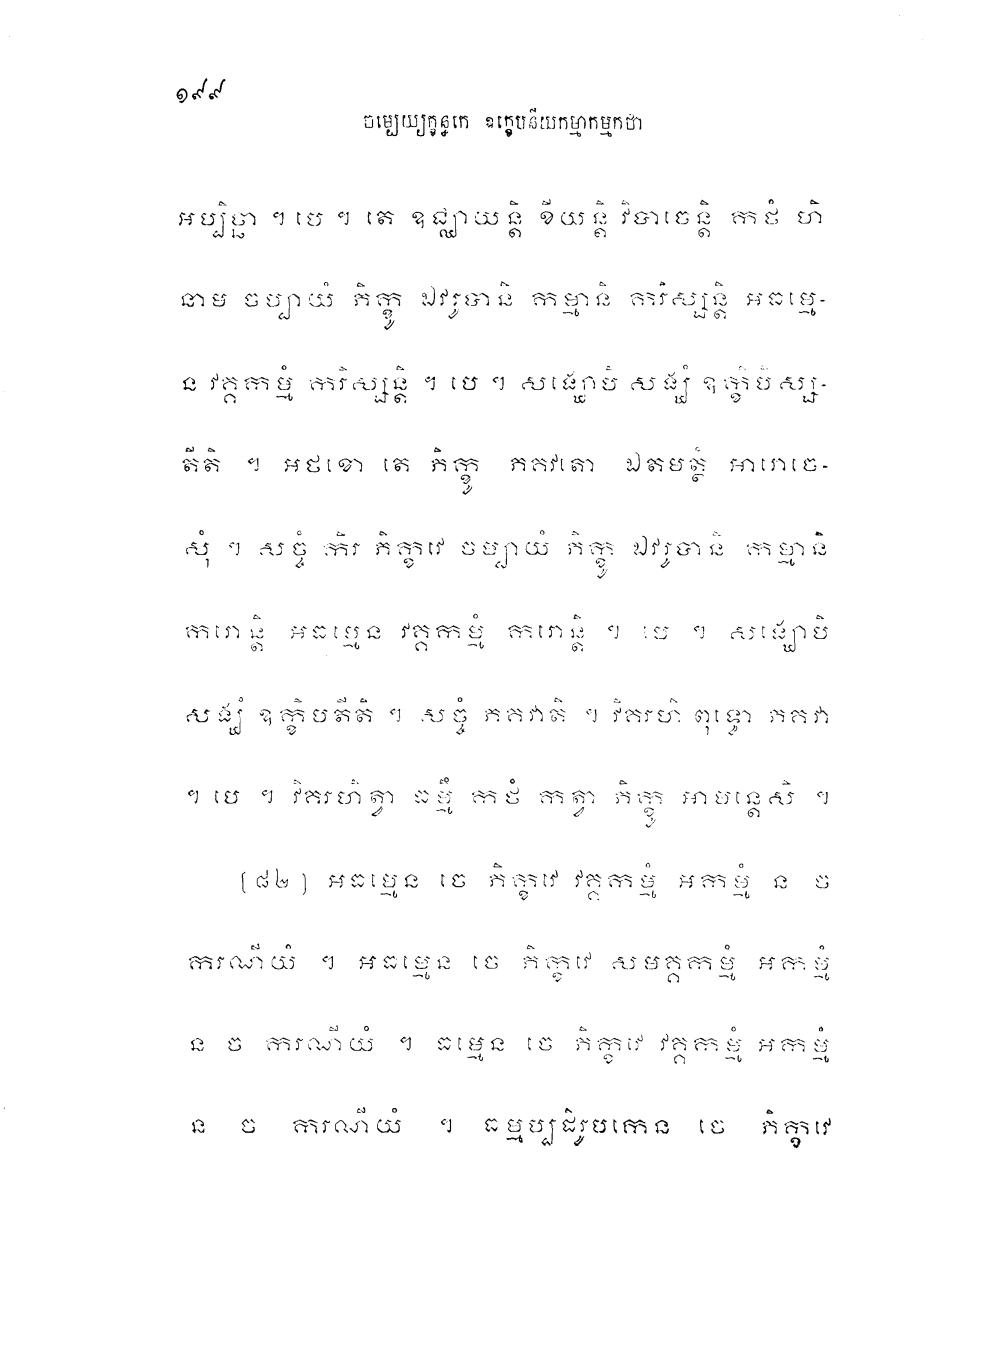 ១៩៩
ចម្បេយ្យក្ខន្ធកេ ឧក្ខេបនីយកម្មាកម្មកថា
អប្បិច្ឆា ។ បេ ។ តេ ឧជ្ឈាយន្តិ ខីយន្តិ វិបាចេន្តិ កថំ ហិ
នាម ចម្បាយំ ភិក្ខូ ឯវរូបានិ កម្មានិ ករិស្សន្តិ អធម្មេ-
ន វគ្គកម្មំ ករិស្សន្តិ ។ បេ ។ សង្ឃោបិ សង្ឃំ ឧក្ខិបិស្ស-
តីតិ ។ អថខោ តេ ភិក្ខូ ភគវតោ ឯតមត្ថំ អារោចេ-
សុំ ។ សច្ចំ កិរ ភិក្ខវេ ចម្បាយំ ភិក្ខូ ឯវរូបានិ កម្មានិ
ករោន្តិ អធម្មេន វគ្គកម្មំ ករោន្តិ ។ បេ ។ សង្ឃោបិ
សង្ឃំ ឧក្ខិបតីតិ ។ សច្ចំ ភគវាតិ ។ វិគរហិ ពុទ្ធោ ភគវា
។ បេ ។ វិគរហិត្វា ធម្មឹ កថំ កត្វា ភិក្ខូ អាមន្តេសិ ។
(៨២) អធម្មេន ចេ ភិក្ខវេ វគ្គកម្មំ អកម្មំ ន ច
ករណីយំ ។ អធម្មេន ចេ ភិក្ខវេ សមគ្គកម្មំ អកម្មំ
ន ច ករណីយំ ។ ធម្មេន ចេ ភិក្ខវេ វគ្គកម្មំ អកម្មំ
ន ច ករណីយំ ។ ធម្មប្បដិរូបកេន ចេ ភិក្ខវេ